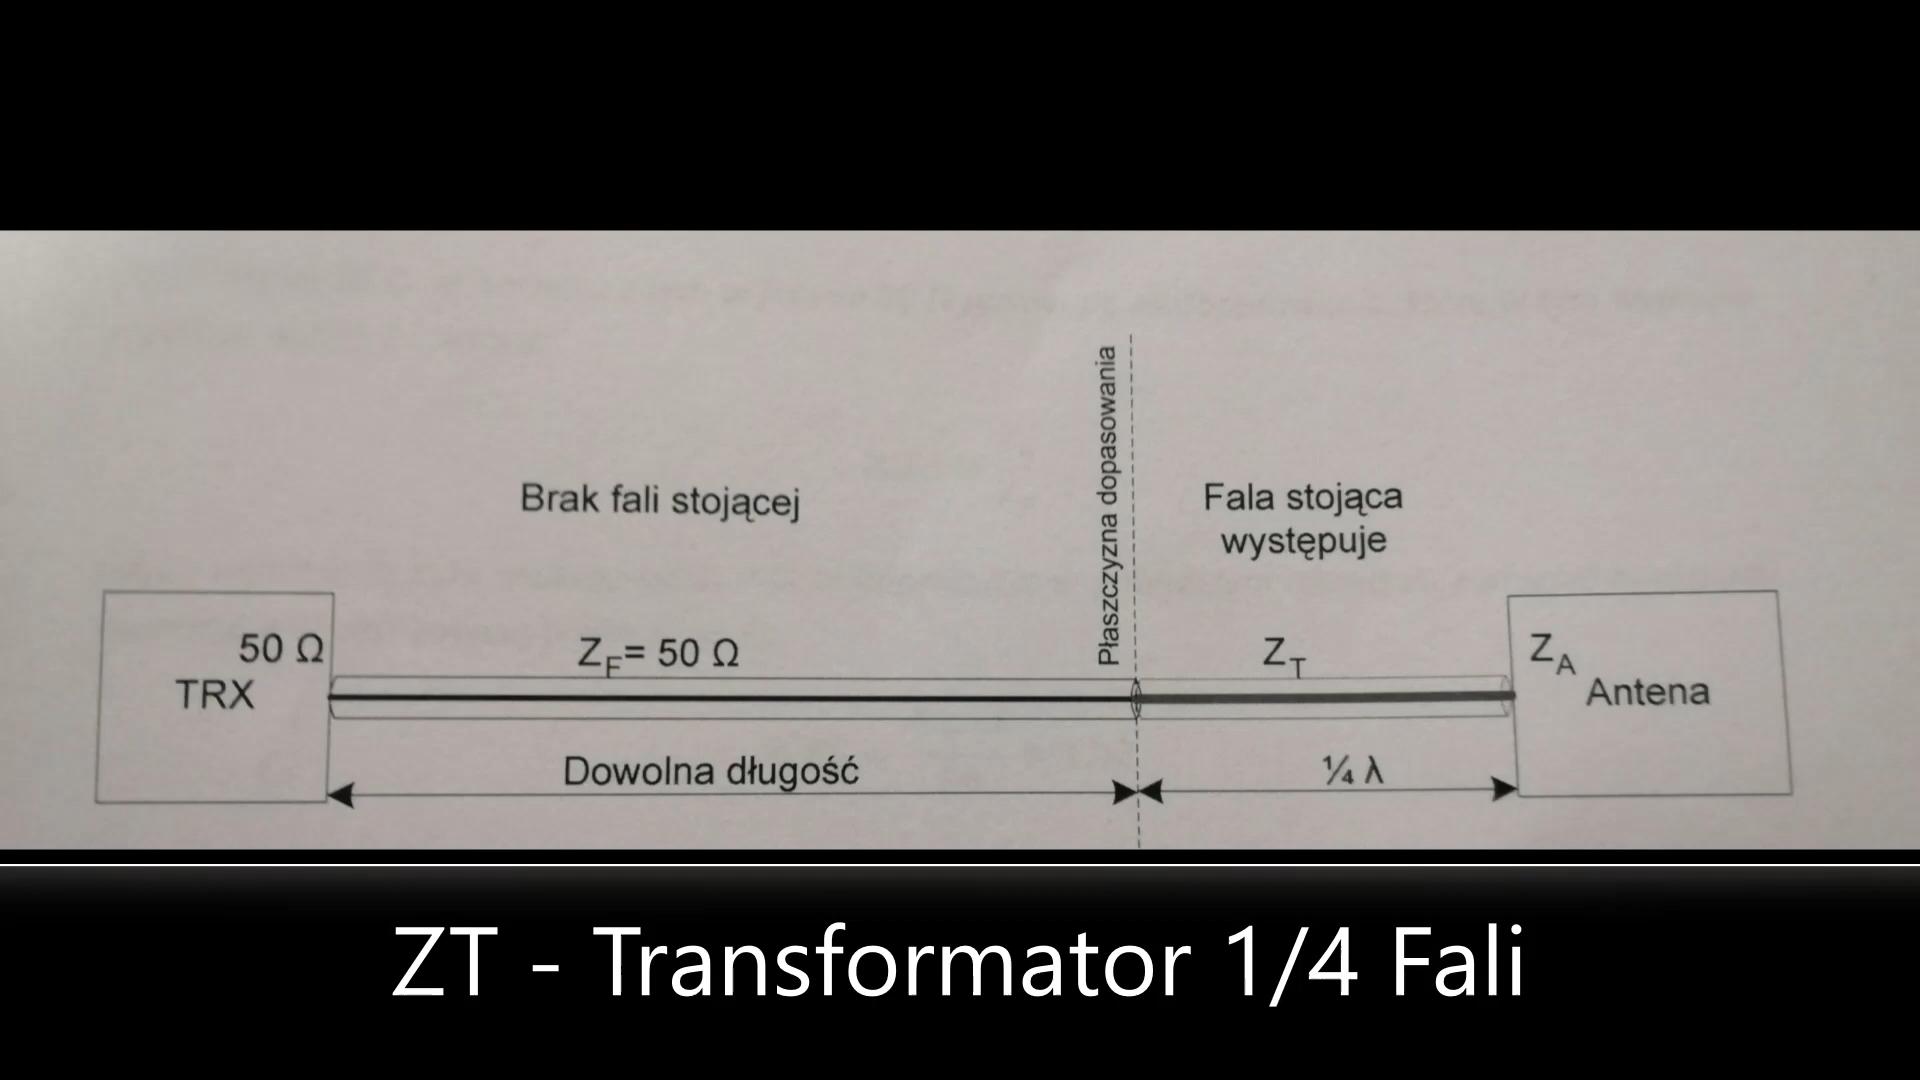 Płaszczyzna dopasowania
Brak fali stojącej
Fala stojąca
występuje
50 Ω
TRX
Z_F= 50 Ω
Z_T
Z_A
Antena
Dowolna długość
¼ λ
ZT - Transformator 1/4 Fali